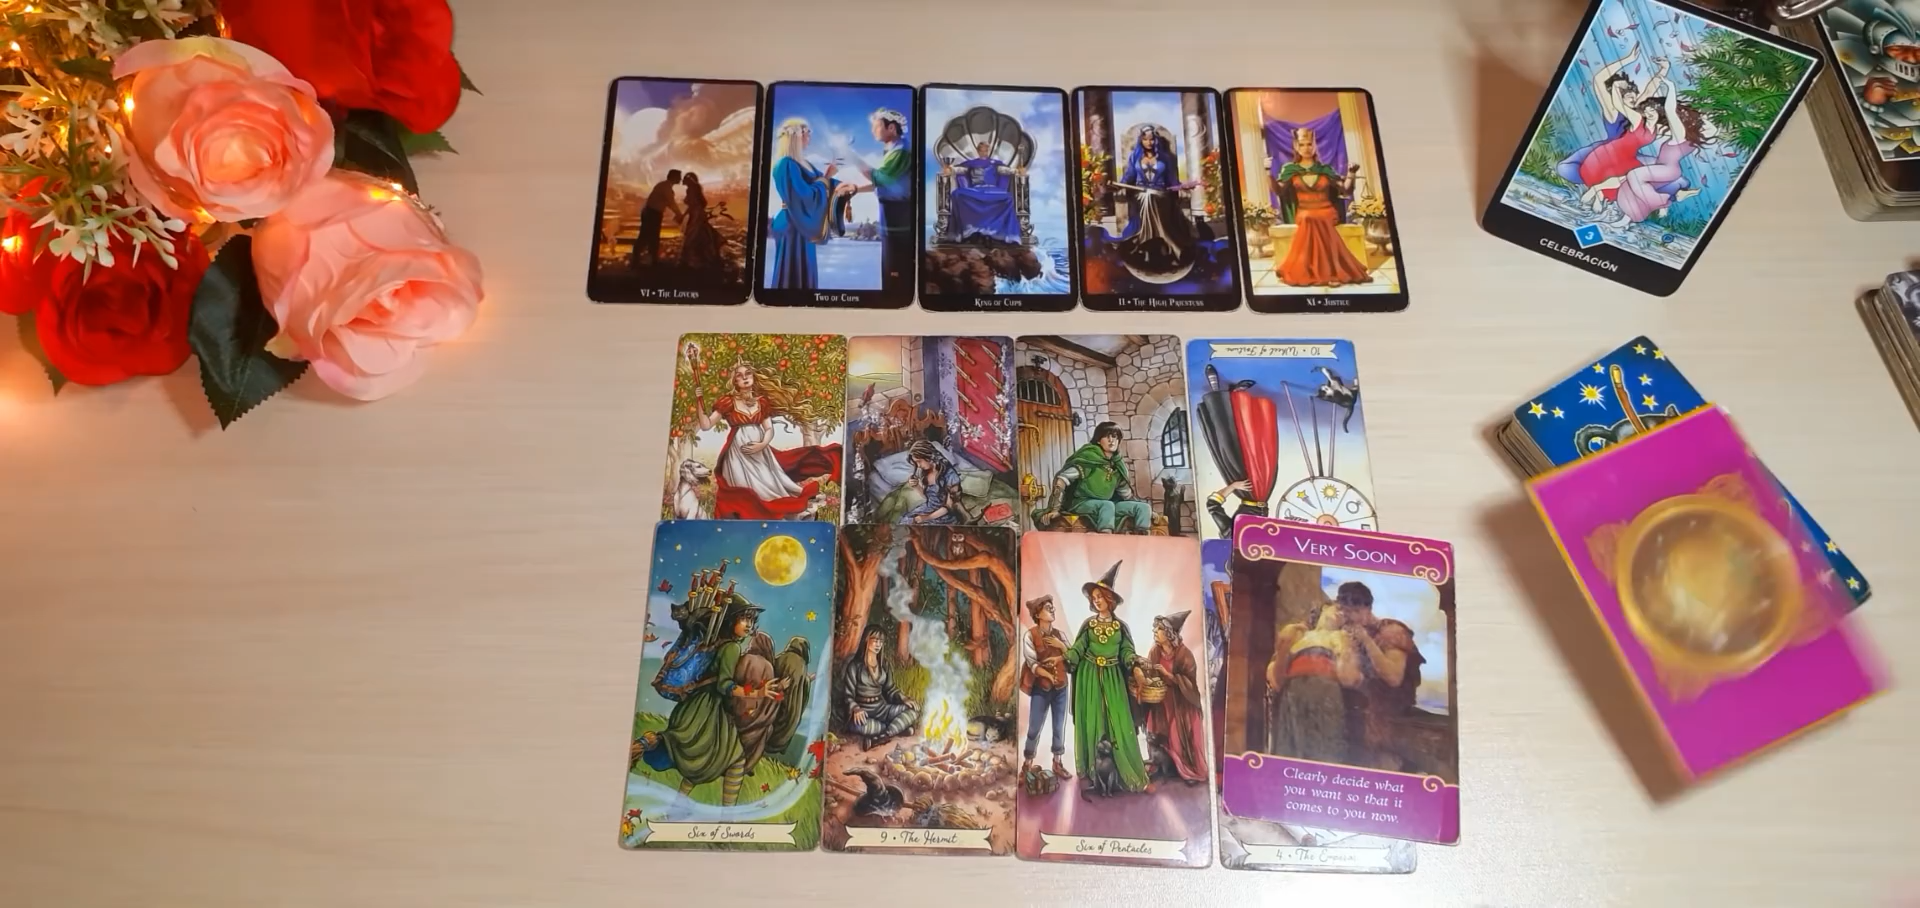 VI • The Lovers
Two of Cups
King of Cups
II • The High Priestess
XI • Justice
3
CELEBRACIÓN
10 • Wheel of Fortune
Very Soon
Clearly decide what
you want so that it
comes to you now.
Six of Swords
9 • The Hermit
Six of Pentacles
4 • The Emperor